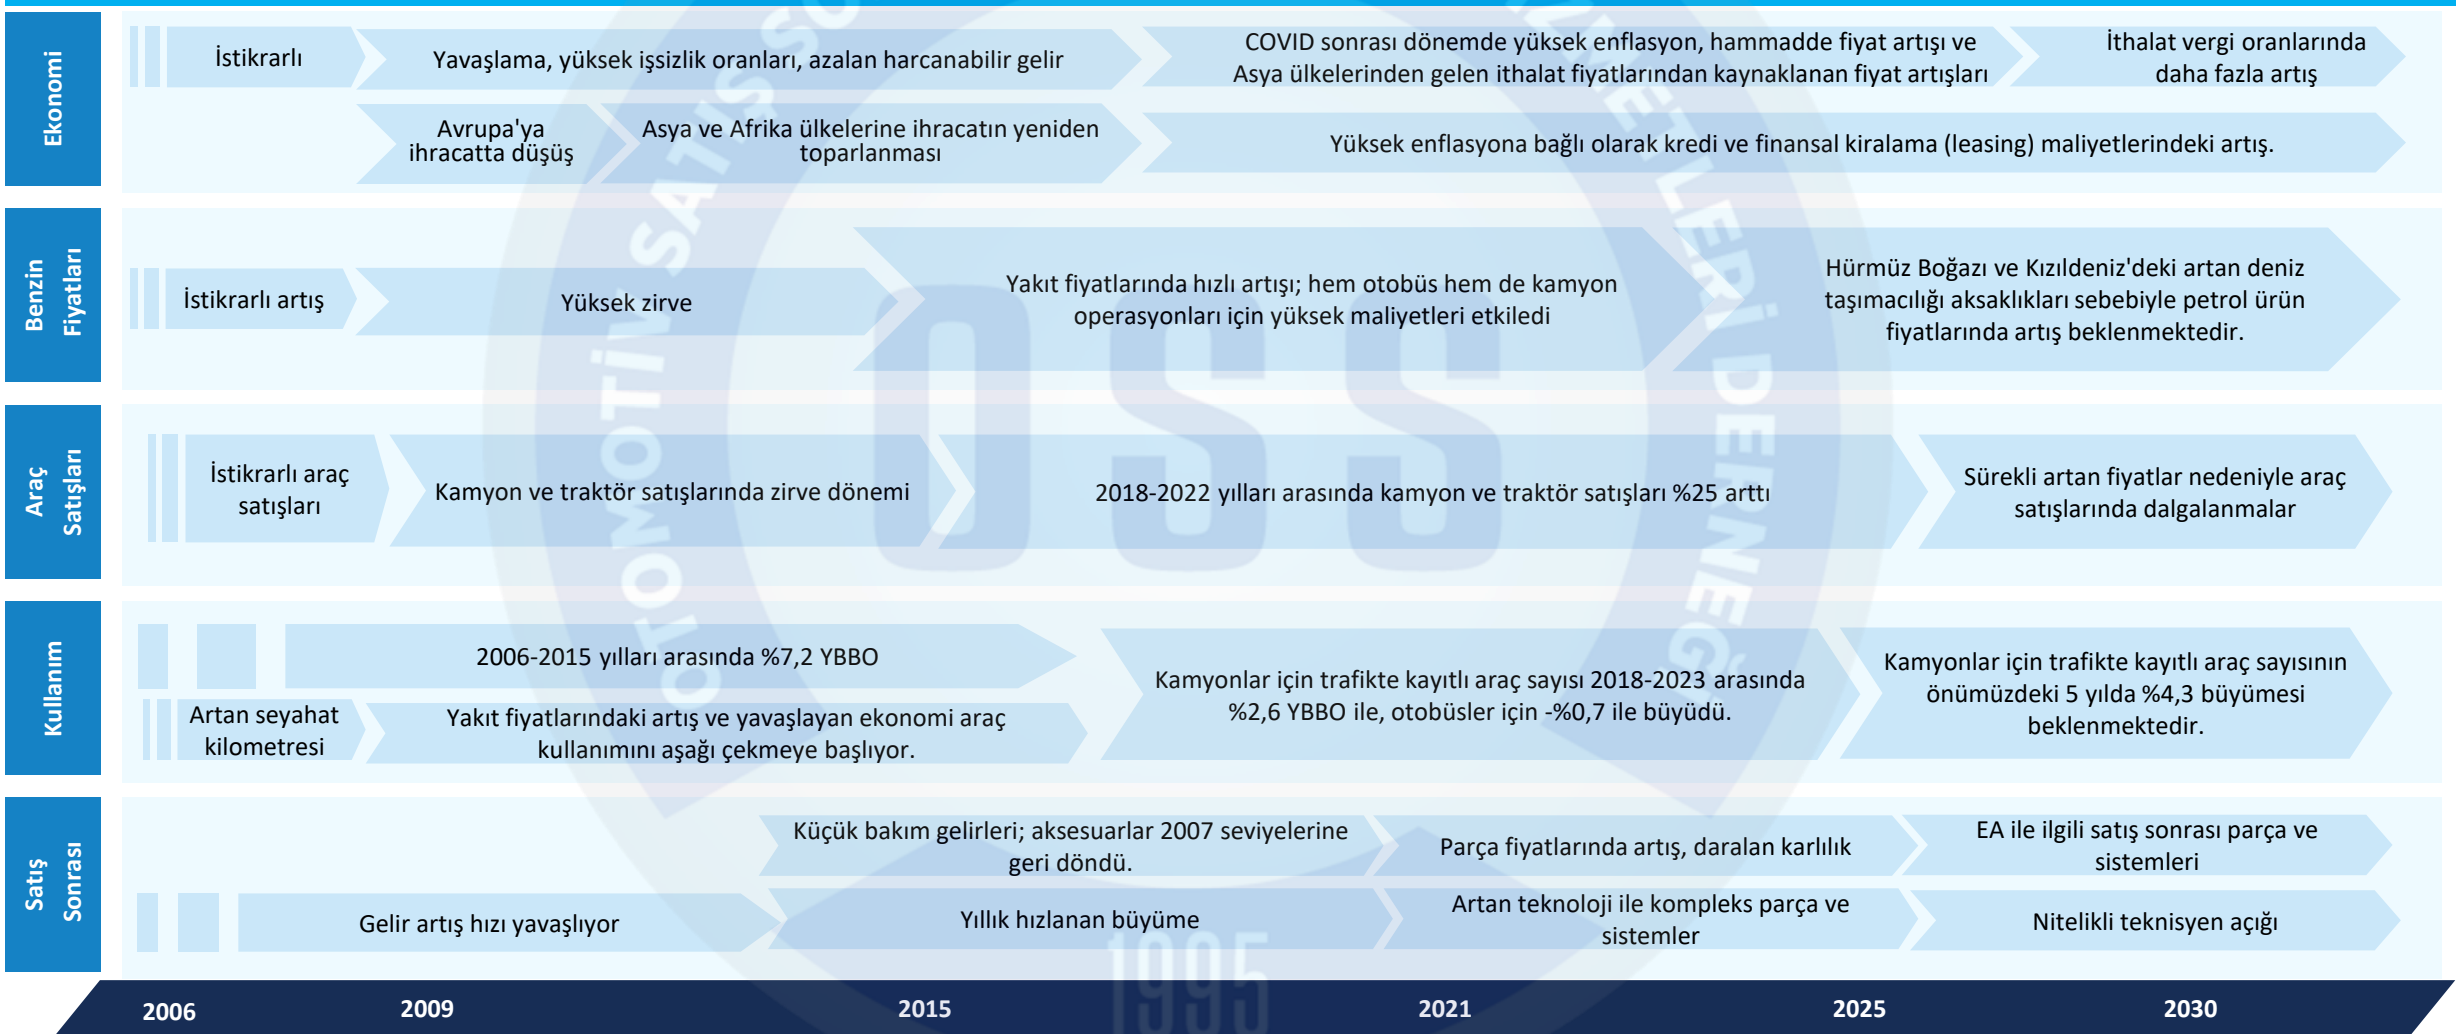 Ekonomi
İstikrarlı
Yavaşlama, yüksek işsizlik oranları, azalan harcanabilir gelir
COVID sonrası dönemde yüksek enflasyon, hammadde fiyat artışı ve
Asya ülkelerinden gelen ithalat fiyatlarından kaynaklanan fiyat artışları
İthalat vergi oranlarında
daha fazla artış
Avrupa'ya
ihracatta düşüş
Asya ve Afrika ülkelerine ihracatın yeniden
toparlanması
Yüksek enflasyona bağlı olarak kredi ve finansal kiralama (leasing) maliyetlerindeki artış.
Benzin
Fiyatları
İstikrarlı artış
Yüksek zirve
Yakıt fiyatlarında hızlı artışı; hem otobüs hem de kamyon
operasyonları için yüksek maliyetleri etkiledi
Hürmüz Boğazı ve Kızıldeniz'deki artan deniz
taşımacılığı aksaklıkları sebebiyle petrol ürün
fiyatlarında artış beklenmektedir.
Araç
Satışları
İstikrarlı araç
satışları
Kamyon ve traktör satışlarında zirve dönemi
2018-2022 yılları arasında kamyon ve traktör satışları %25 arttı
Sürekli artan fiyatlar nedeniyle araç
satışlarında dalgalanmalar
Kullanım
2006-2015 yılları arasında %7,2 YBBO
Artan seyahat
kilometresi
Yakıt fiyatlarındaki artış ve yavaşlayan ekonomi araç
kullanımını aşağı çekmeye başlıyor.
Kamyonlar için trafikte kayıtlı araç sayısı 2018-2023 arasında
%2,6 YBBO ile, otobüsler için -%0,7 ile büyüdü.
Kamyonlar için trafikte kayıtlı araç sayısının
önümüzdeki 5 yılda %4,3 büyümesi
beklenmektedir.
Satış
Sonrası
Küçük bakım gelirleri; aksesuarlar 2007 seviyelerine
geri döndü.
Parça fiyatlarında artış, daralan karlılık
EA ile ilgili satış sonrası parça ve
sistemleri
Gelir artış hızı yavaşlıyor
Yıllık hızlanan büyüme
Artan teknoloji ile kompleks parça ve
sistemler
Nitelikli teknisyen açığı
2006
2009
2015
2021
2025
2030
OTOMOTİV SATIŞ
DERNEĞİ
OSS
1995